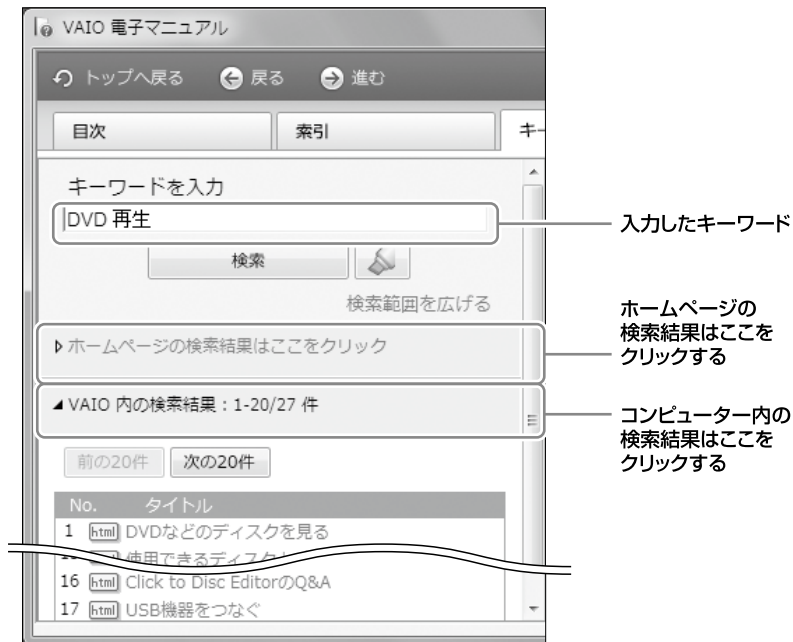 VAIO 電子マニュアル
トップへ戻る 戻る 進む
目次 索引 キー
キーワードを入力
DVD 再生
入力したキーワード
検索
検索範囲を広げる
ホームページの検索結果はここをクリック
ホームページの
検索結果はここを
クリックする
VAIO 内の検索結果：1-20/27 件
コンピューター内の
検索結果はここを
クリックする
前の20件 次の20件
No. タイトル
1 html DVDなどのディスクを見る
使用できるディスク
16 html Click to Disc EditorのQ&A
17 html USB機器をつなぐ